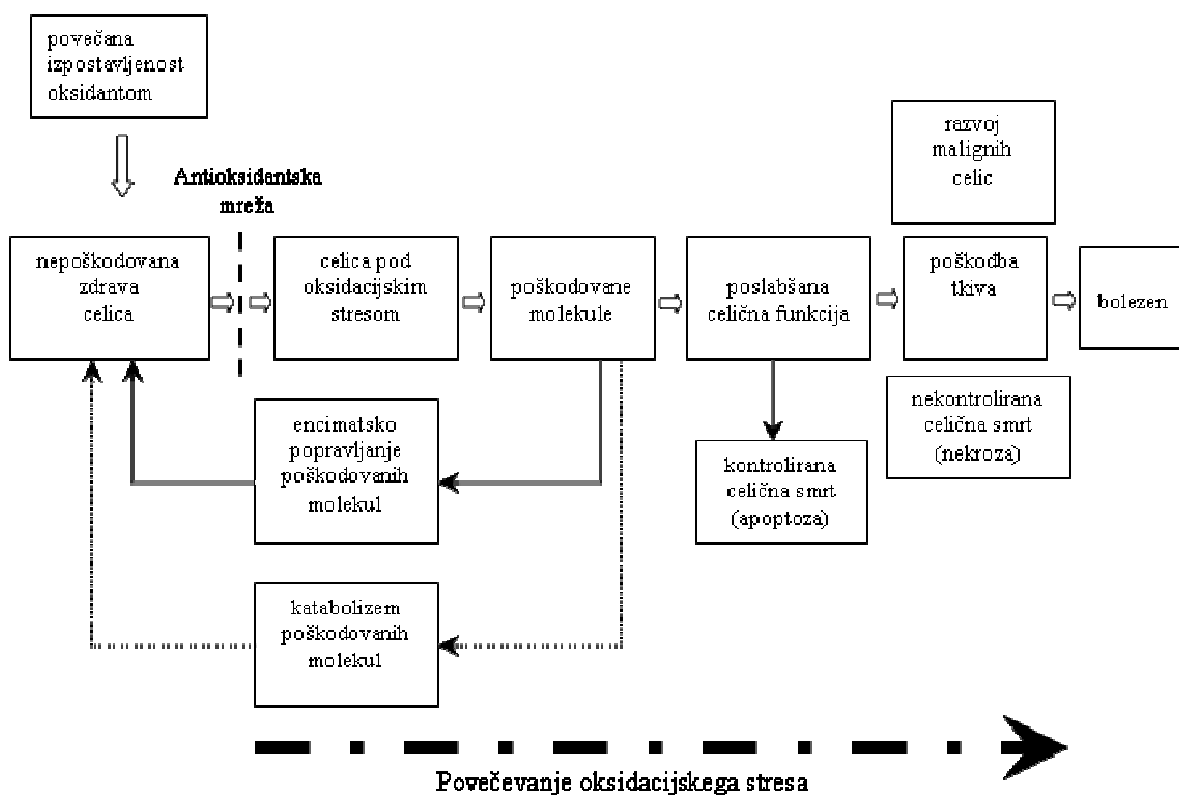 povečana
izpostavljenost
oksidantom
Antioksidantska
mreža
razvoj
malignih
celic
nepoškodovana
zdrava
celica
celica pod
oksidacijskim
stresom
poškodovane
molekule
poslabšana
celična funkcija
poškodba
tkiva
bolezen
encimatsko
popravljanje
poškodovanih
molekul
kontrolirana
celična smrt
(apoptoza)
nekontrolirana
celična smrt
(nekroza)
katabolizem
poškodovanih
molekul
Povečevanje oksidacijskega stresa